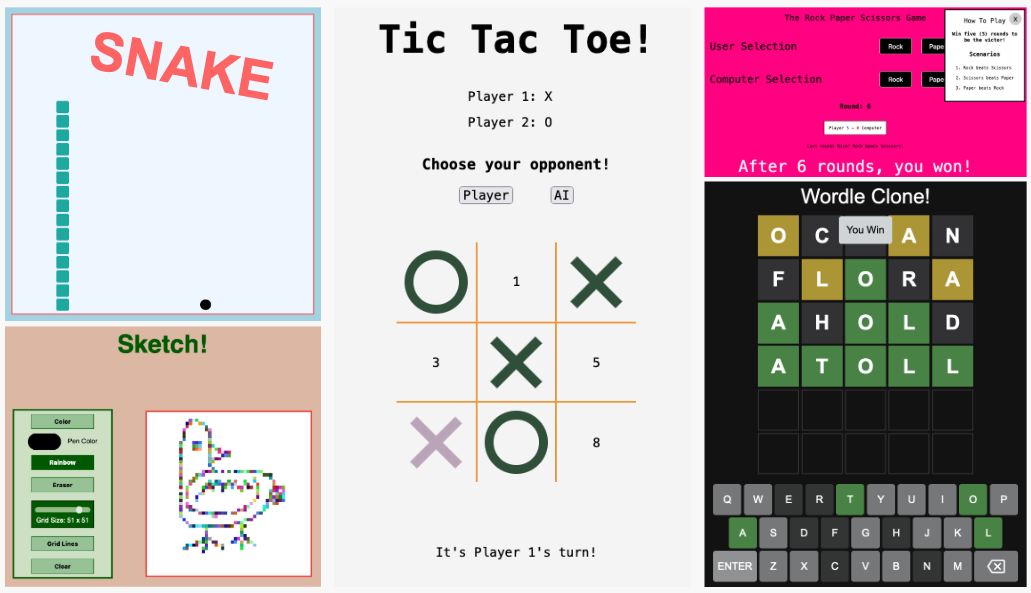 SNAKE
Sketch!
Color
Pen Color
Rainbow
Eraser
Grid Size: 51 x 51
Grid Lines
Clear
Tic Tac Toe!
Player 1: X
Player 2: O
Choose your opponent!
Player AI
1
3 5
8
It's Player 1's turn!
The Rock Paper Scissors Game
User Selection Rock Pape
Computer Selection Rock Pape
Round: 6
Player 5 - 0 Computer
After 6 rounds, you won!
How To Play X
Win five (5) rounds to
be the victor!
Scenarios
1. Rock beats Scissors
2. Scissors beats Paper
3. Paper beats Rock
Wordle Clone!
You Win
O C A N
F L O R A
A H O L D
A T O L L
Q W E R T Y U I O P
A S D F G H J K L
ENTER Z X C V B N M